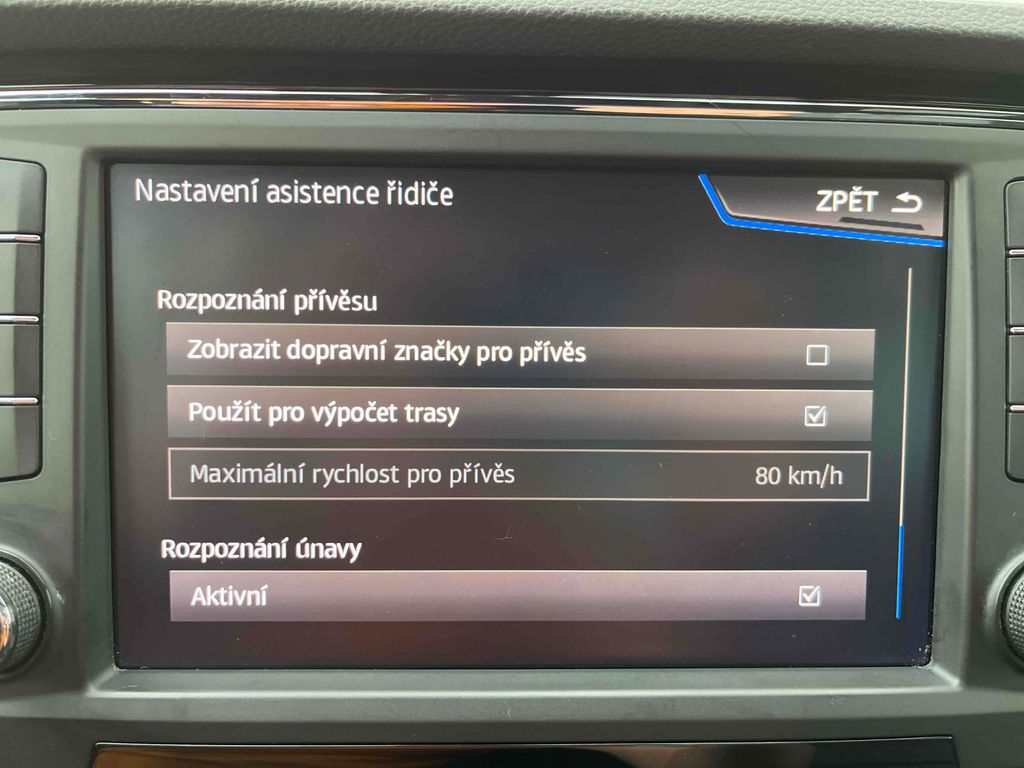 Nastavení asistence řidiče
ZPĚT
Rozpoznání přívěsu
Zobrazit dopravní značky pro přívěs
Použít pro výpočet trasy
Maximální rychlost pro přívěs 80 km/h
Rozpoznání únavy
Aktivní